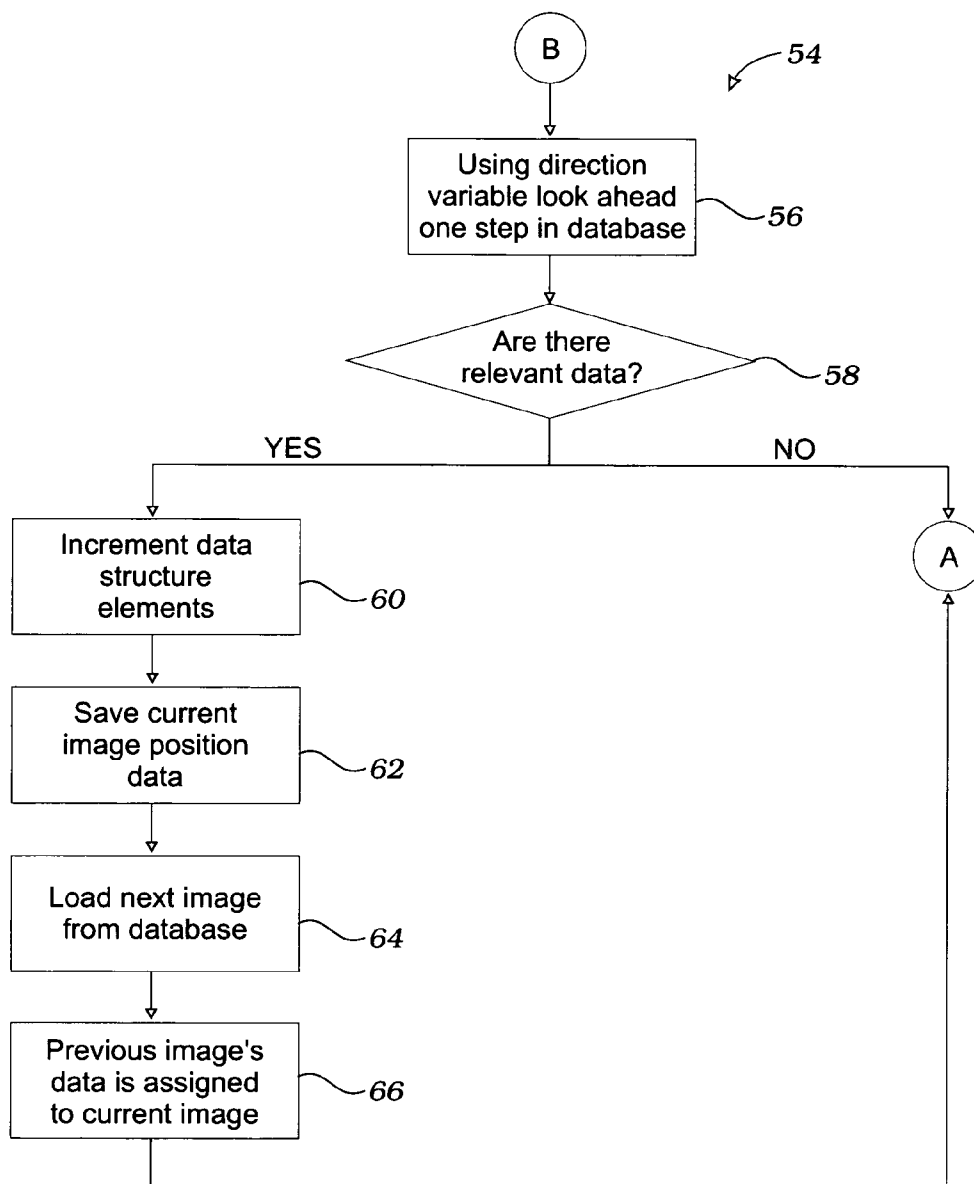 B
54
Using direction
variable look ahead
one step in database
56
Are there
relevant data?
58
YES
NO
Increment data
structure
elements
60
A
Save current
image position
data
62
Load next image
from database
64
Previous image's
data is assigned
to current image
66